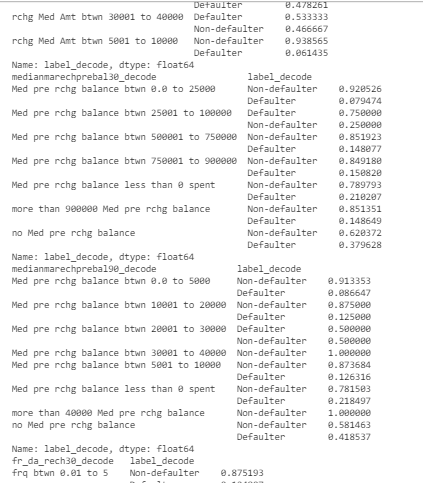 Defaulter 0.478261
rchg Med Amt btwn 30001 to 40000 Defaulter 0.533333
Non-defaulter 0.466667
rchg Med Amt btwn 5001 to 10000 Non-defaulter 0.938565
Defaulter 0.061435
Name: label_decode, dtype: float64
medianmarechprebal30_decode label_decode
Med pre rchg balance btwn 0.0 to 25000 Non-defaulter 0.920526
Defaulter 0.079474
Med pre rchg balance btwn 25001 to 100000 Defaulter 0.750000
Non-defaulter 0.250000
Med pre rchg balance btwn 500001 to 750000 Non-defaulter 0.851923
Defaulter 0.148077
Med pre rchg balance btwn 750001 to 900000 Non-defaulter 0.849180
Defaulter 0.150820
Med pre rchg balance less than 0 spent Non-defaulter 0.789793
Defaulter 0.210207
more than 900000 Med pre rchg balance Non-defaulter 0.851351
Defaulter 0.148649
no Med pre rchg balance Non-defaulter 0.620372
Defaulter 0.379628
Name: label_decode, dtype: float64
medianmarechprebal90_decode label_decode
Med pre rchg balance btwn 0.0 to 5000 Non-defaulter 0.913353
Defaulter 0.086647
Med pre rchg balance btwn 10001 to 20000 Non-defaulter 0.875000
Defaulter 0.125000
Med pre rchg balance btwn 20001 to 30000 Defaulter 0.500000
Non-defaulter 0.500000
Med pre rchg balance btwn 30001 to 40000 Non-defaulter 1.000000
Med pre rchg balance btwn 5001 to 10000 Non-defaulter 0.873684
Defaulter 0.126316
Med pre rchg balance less than 0 spent Non-defaulter 0.781503
Defaulter 0.218497
more than 40000 Med pre rchg balance Non-defaulter 1.000000
no Med pre rchg balance Non-defaulter 0.581463
Defaulter 0.418537
Name: label_decode, dtype: float64
fr_da_rech30_decode label_decode
frq btwn 0.01 to 5 Non-defaulter 0.875193